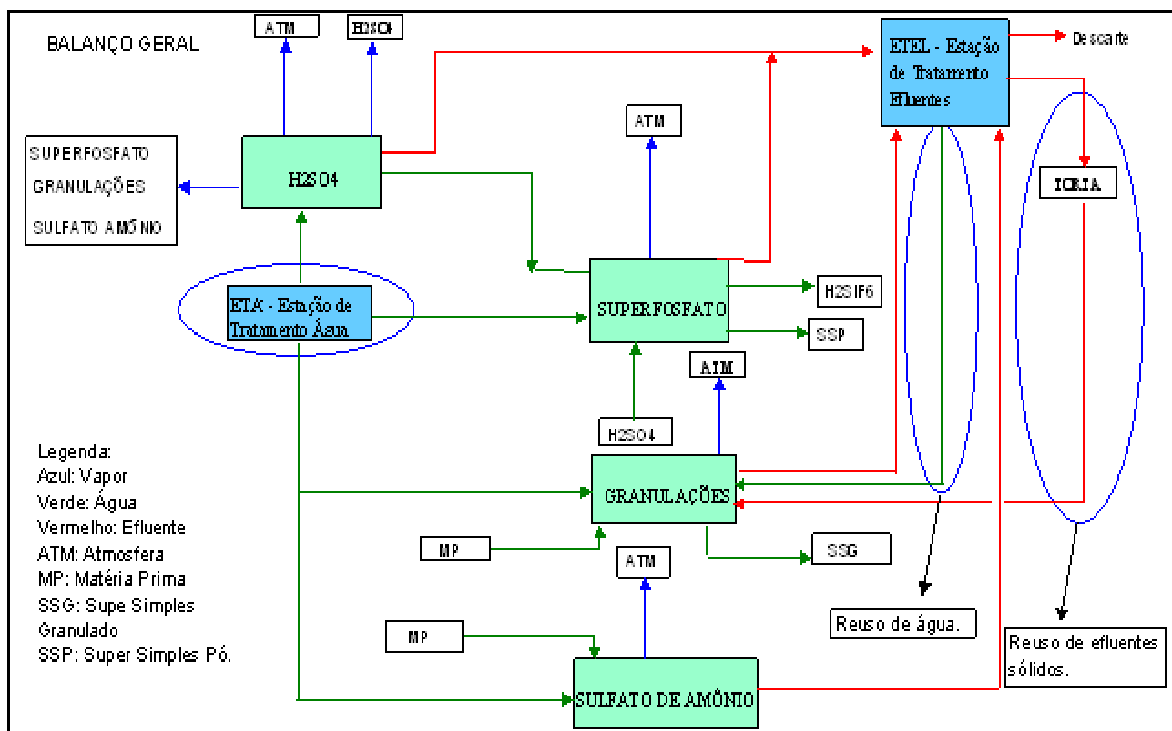 BALANÇO GERAL
ATM
H2SO4
ETEL - Estação
de Tratamento
Efluentes
Descarte
ATM
SUPERFOSFATO
GRANULAÇÕES
SULFATO AMÔNIO
H2SO4
TORTA
ETA - Estação de
Tratamento Água
SUPERFOSFATO
H2SIF6
SSP
ATM
H2SO4
Legenda:
Azul: Vapor
Verde: Água
Vermelho: Efluente
ATM: Atmosfera
MP: Matéria Prima
SSG: Supe Simples
Granulado
SSP: Super Simples Pó.
GRANULAÇÕES
MP
SSG
ATM
MP
Reuso de água.
Reuso de efluentes
sólidos.
SULFATO DE AMÔNIO